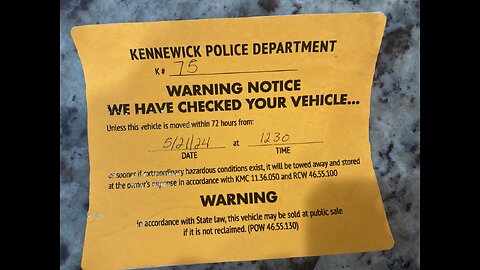 KENNEWICK POLICE DEPARTMENT
K# 75
WARNING NOTICE
WE HAVE CHECKED YOUR VEHICLE...
Unless this vehicle is moved within 72 hours from:
5/21/24 at 1230
DATE TIME
or sooner if extraordinary hazardous conditions exist, it will be towed away and stored
at the owner's expense in accordance with KMC 11.36.050 and RCW 46.55.100
WARNING
in accordance with State law, this vehicle may be sold at public sale
if it is not reclaimed. (POW 46.55.130)